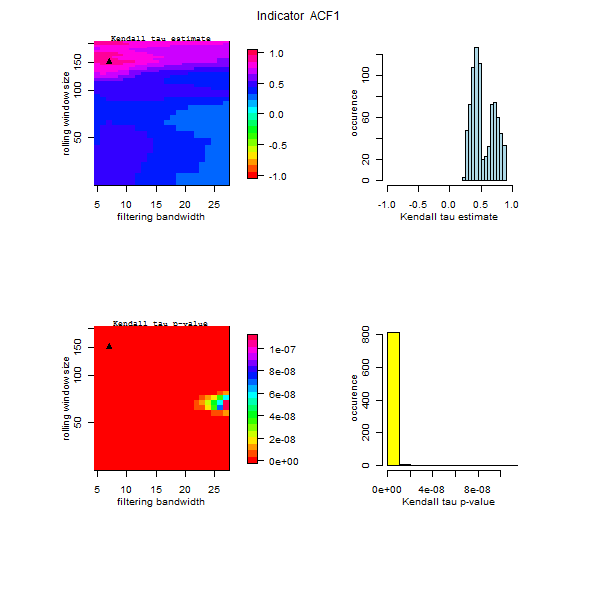 Indicator ACF1
Kendall tau estimate
rolling window size
50
100
150
5
10
15
20
25
filtering bandwidth
1.0
0.5
0.0
-0.5
-1.0
occurence
0
20
60
120
-1.0
-0.5
0.0
0.5
1.0
Kendall tau estimate
Kendall tau p-value
rolling window size
50
100
150
5
10
15
20
25
filtering bandwidth
1e-07
8e-08
6e-08
4e-08
2e-08
0e+00
occurence
0
200
400
600
800
0e+00
4e-08
8e-08
Kendall tau p-value